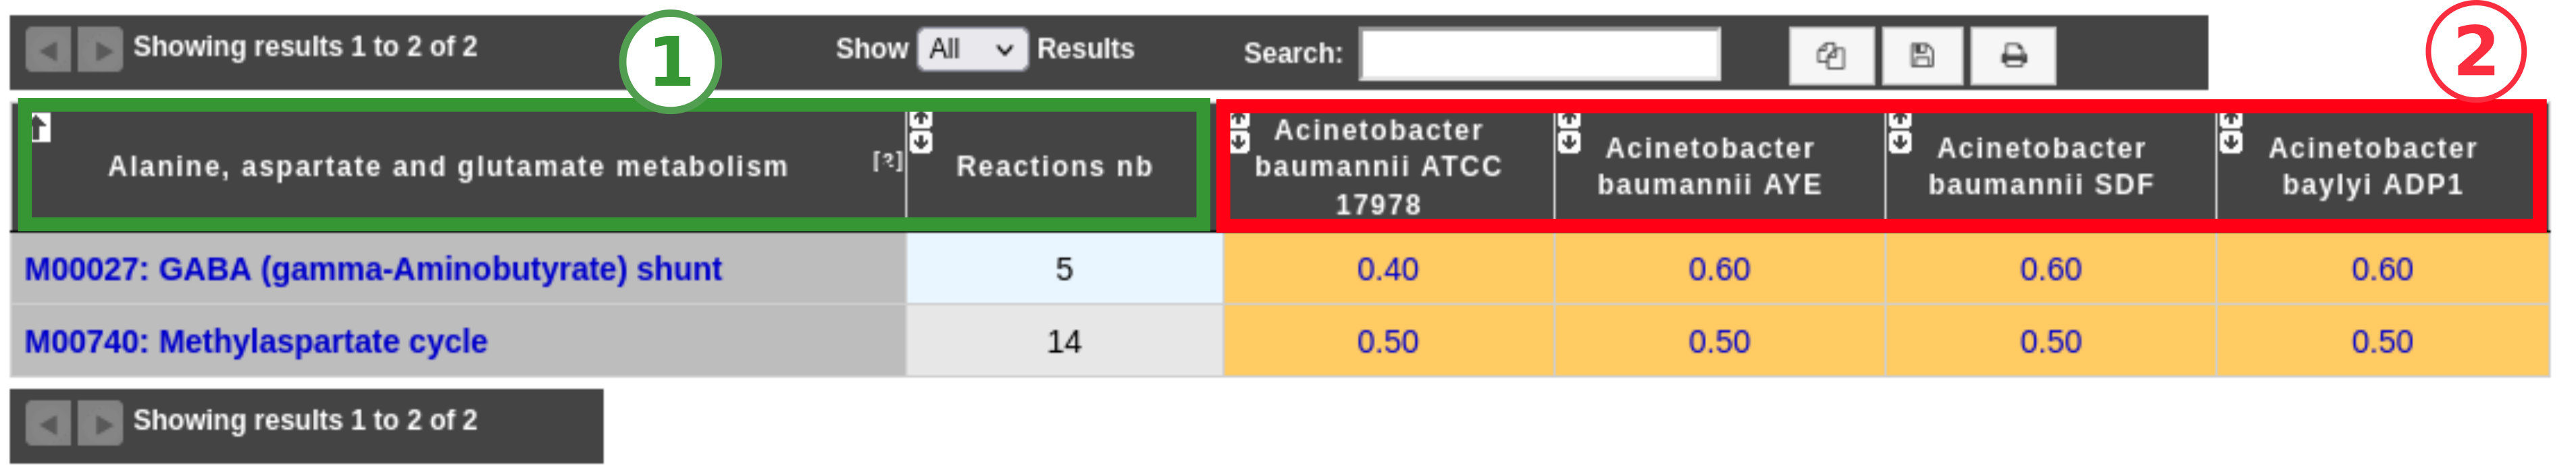 Showing results 1 to 2 of 2 Show All Results Search:
1
2
Alanine, aspartate and glutamate metabolism [?]
Reactions nb
Acinetobacter
baumannii ATCC
17978
Acinetobacter
baumannii AYE
Acinetobacter
baumannii SDF
Acinetobacter
baylyi ADP1
M00027: GABA (gamma-Aminobutyrate) shunt 5 0.40 0.60 0.60 0.60
M00740: Methylaspartate cycle 14 0.50 0.50 0.50 0.50
Showing results 1 to 2 of 2